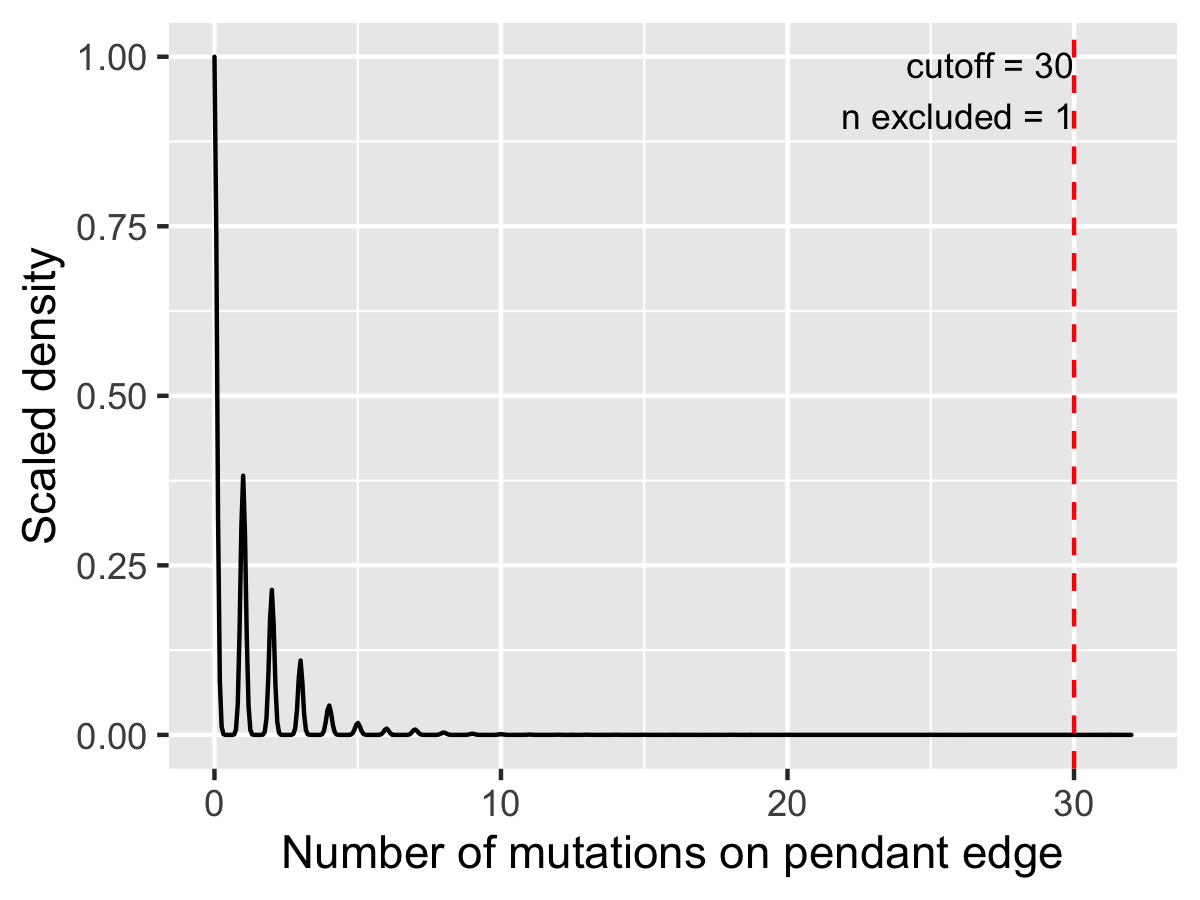 1.00
0.75
0.50
0.25
0.00
Scaled density
cutoff = 30
n excluded = 1
0
10
20
30
Number of mutations on pendant edge